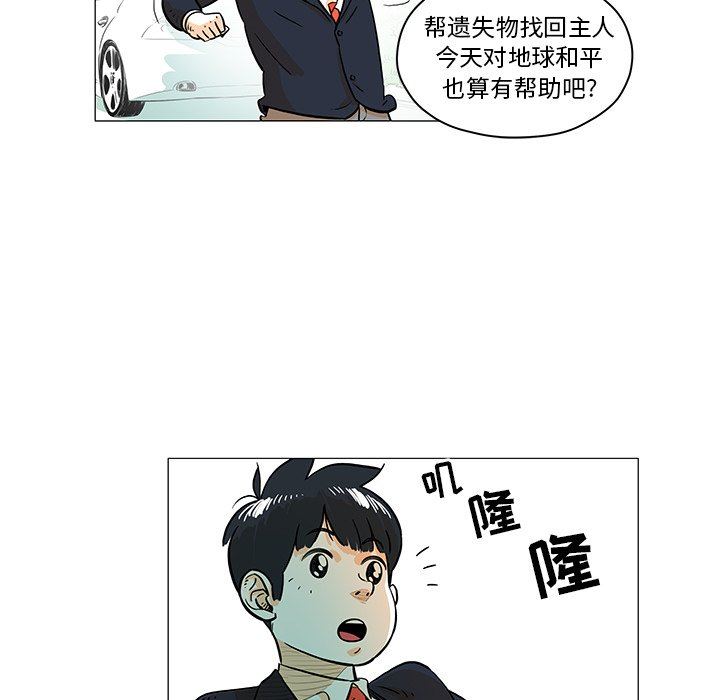 帮遗失物找回主人
今天对地球和平
也算有帮助吧?
叽
隆
隆